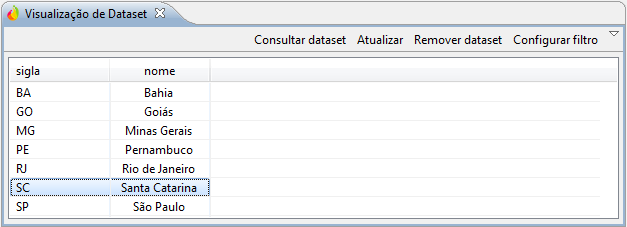 Visualização de Dataset
Consultar dataset Atualizar Remover dataset Configurar filtro
sigla nome
BA Bahia
GO Goiás
MG Minas Gerais
PE Pernambuco
RJ Rio de Janeiro
SC Santa Catarina
SP São Paulo